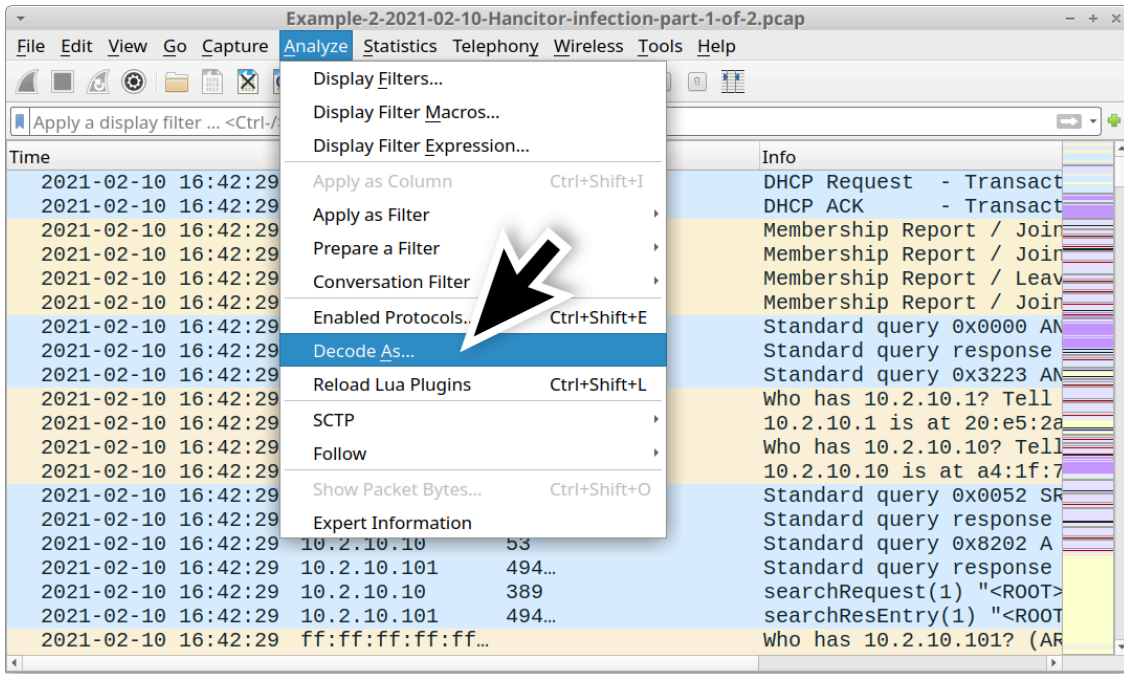 Example-2-2021-02-10-Hancitor-infection-part-1-of-2.pcap
File Edit View Go Capture Analyze Statistics Telephony Wireless Tools Help
Apply a display filter ... <Ctrl-/
Display Filters...
Display Filter Macros...
Display Filter Expression...
Apply as Column Ctrl+Shift+I
Apply as Filter
Prepare a Filter
Conversation Filter
Enabled Protocols.. Ctrl+Shift+E
Decode As...
Reload Lua Plugins Ctrl+Shift+L
SCTP
Follow
Show Packet Bytes... Ctrl+Shift+O
Expert Information
Time Info
2021-02-10 16:42:29 DHCP Request - Transact
2021-02-10 16:42:29 DHCP ACK - Transact
2021-02-10 16:42:29 Membership Report / Join
2021-02-10 16:42:29 Membership Report / Join
2021-02-10 16:42:29 Membership Report / Leav
2021-02-10 16:42:29 Membership Report / Join
2021-02-10 16:42:29 Standard query 0x0000 AN
2021-02-10 16:42:29 Standard query response
2021-02-10 16:42:29 Standard query 0x3223 AN
2021-02-10 16:42:29 Who has 10.2.10.1? Tell
2021-02-10 16:42:29 10.2.10.1 is at 20:e5:2a
2021-02-10 16:42:29 Who has 10.2.10.10? Tell
2021-02-10 16:42:29 10.2.10.10 is at a4:1f:7
2021-02-10 16:42:29 Standard query 0x0052 SR
2021-02-10 16:42:29 Standard query response
2021-02-10 16:42:29 10.2.10.10 53 Standard query 0x8202 A
2021-02-10 16:42:29 10.2.10.101 494… Standard query response
2021-02-10 16:42:29 10.2.10.10 389 searchRequest(1) "<ROOT>
2021-02-10 16:42:29 10.2.10.101 494… searchResEntry(1) "<ROOT
2021-02-10 16:42:29 ff:ff:ff:ff:ff… Who has 10.2.10.101? (AR